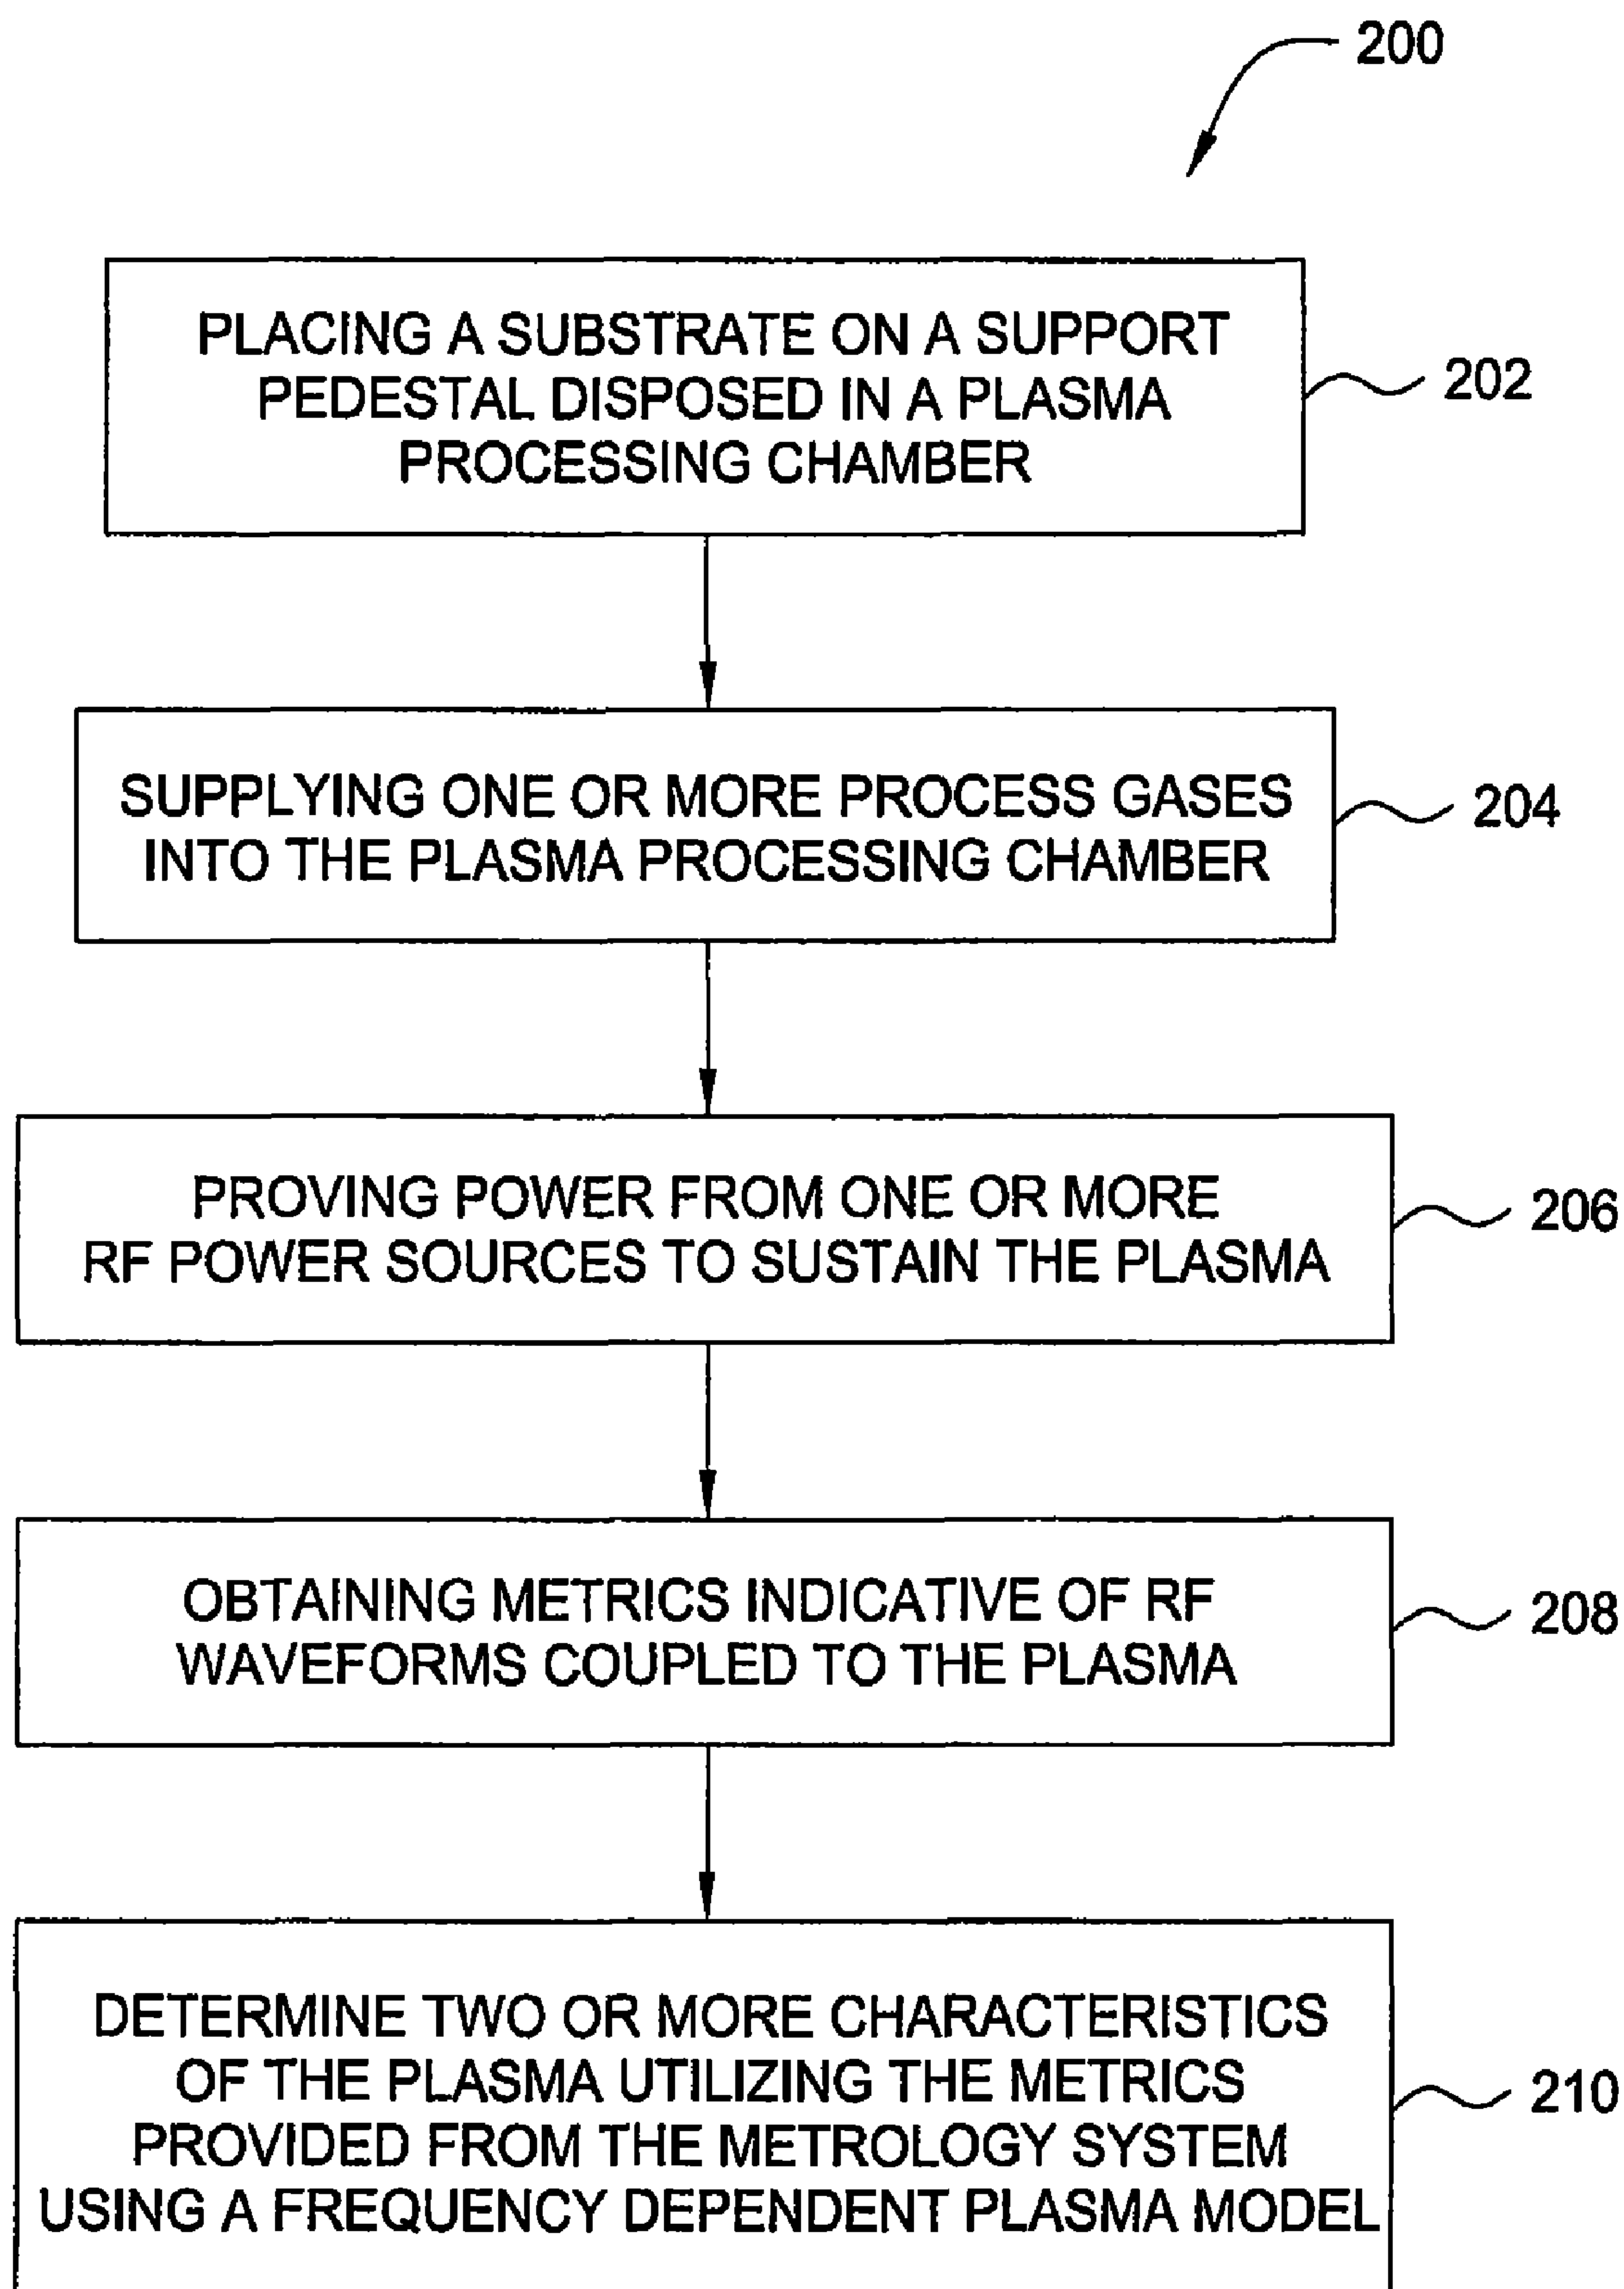 200
PLACING A SUBSTRATE ON A SUPPORT
PEDESTAL DISPOSED IN A PLASMA
PROCESSING CHAMBER
202
SUPPLYING ONE OR MORE PROCESS GASES
INTO THE PLASMA PROCESSING CHAMBER
204
PROVING POWER FROM ONE OR MORE
RF POWER SOURCES TO SUSTAIN THE PLASMA
206
OBTAINING METRICS INDICATIVE OF RF
WAVEFORMS COUPLED TO THE PLASMA
208
DETERMINE TWO OR MORE CHARACTERISTICS
OF THE PLASMA UTILIZING THE METRICS
PROVIDED FROM THE METROLOGY SYSTEM
USING A FREQUENCY DEPENDENT PLASMA MODEL
210